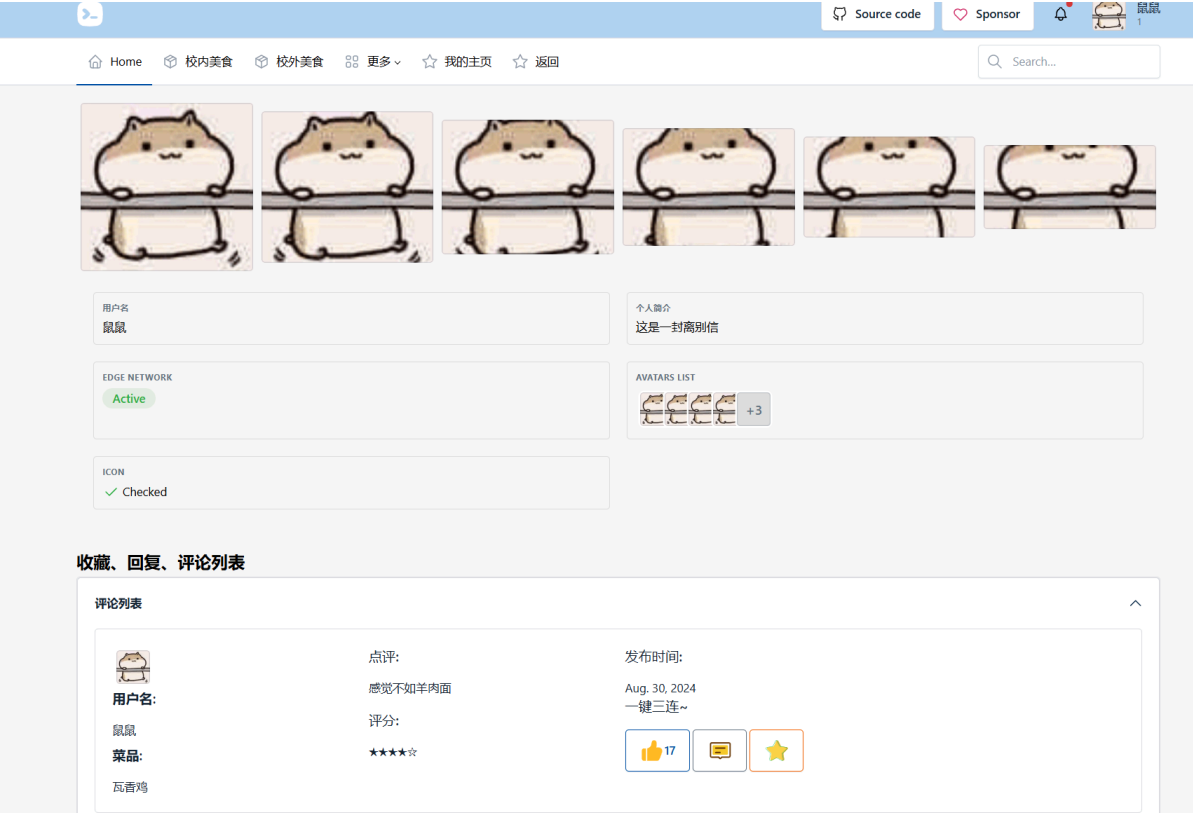 Source code
Sponsor
鼠鼠
1
Home
校内美食
校外美食
更多
我的主页
返回
Search...
用户名
鼠鼠
个人简介
这是一封离别信
EDGE NETWORK
Active
AVATARS LIST
+3
ICON
Checked
收藏、回复、评论列表
评论列表
用户名:
鼠鼠
菜品:
瓦香鸡
点评:
感觉不如羊肉面
评分:
★★★★☆
发布时间:
Aug. 30, 2024
一键三连~
17